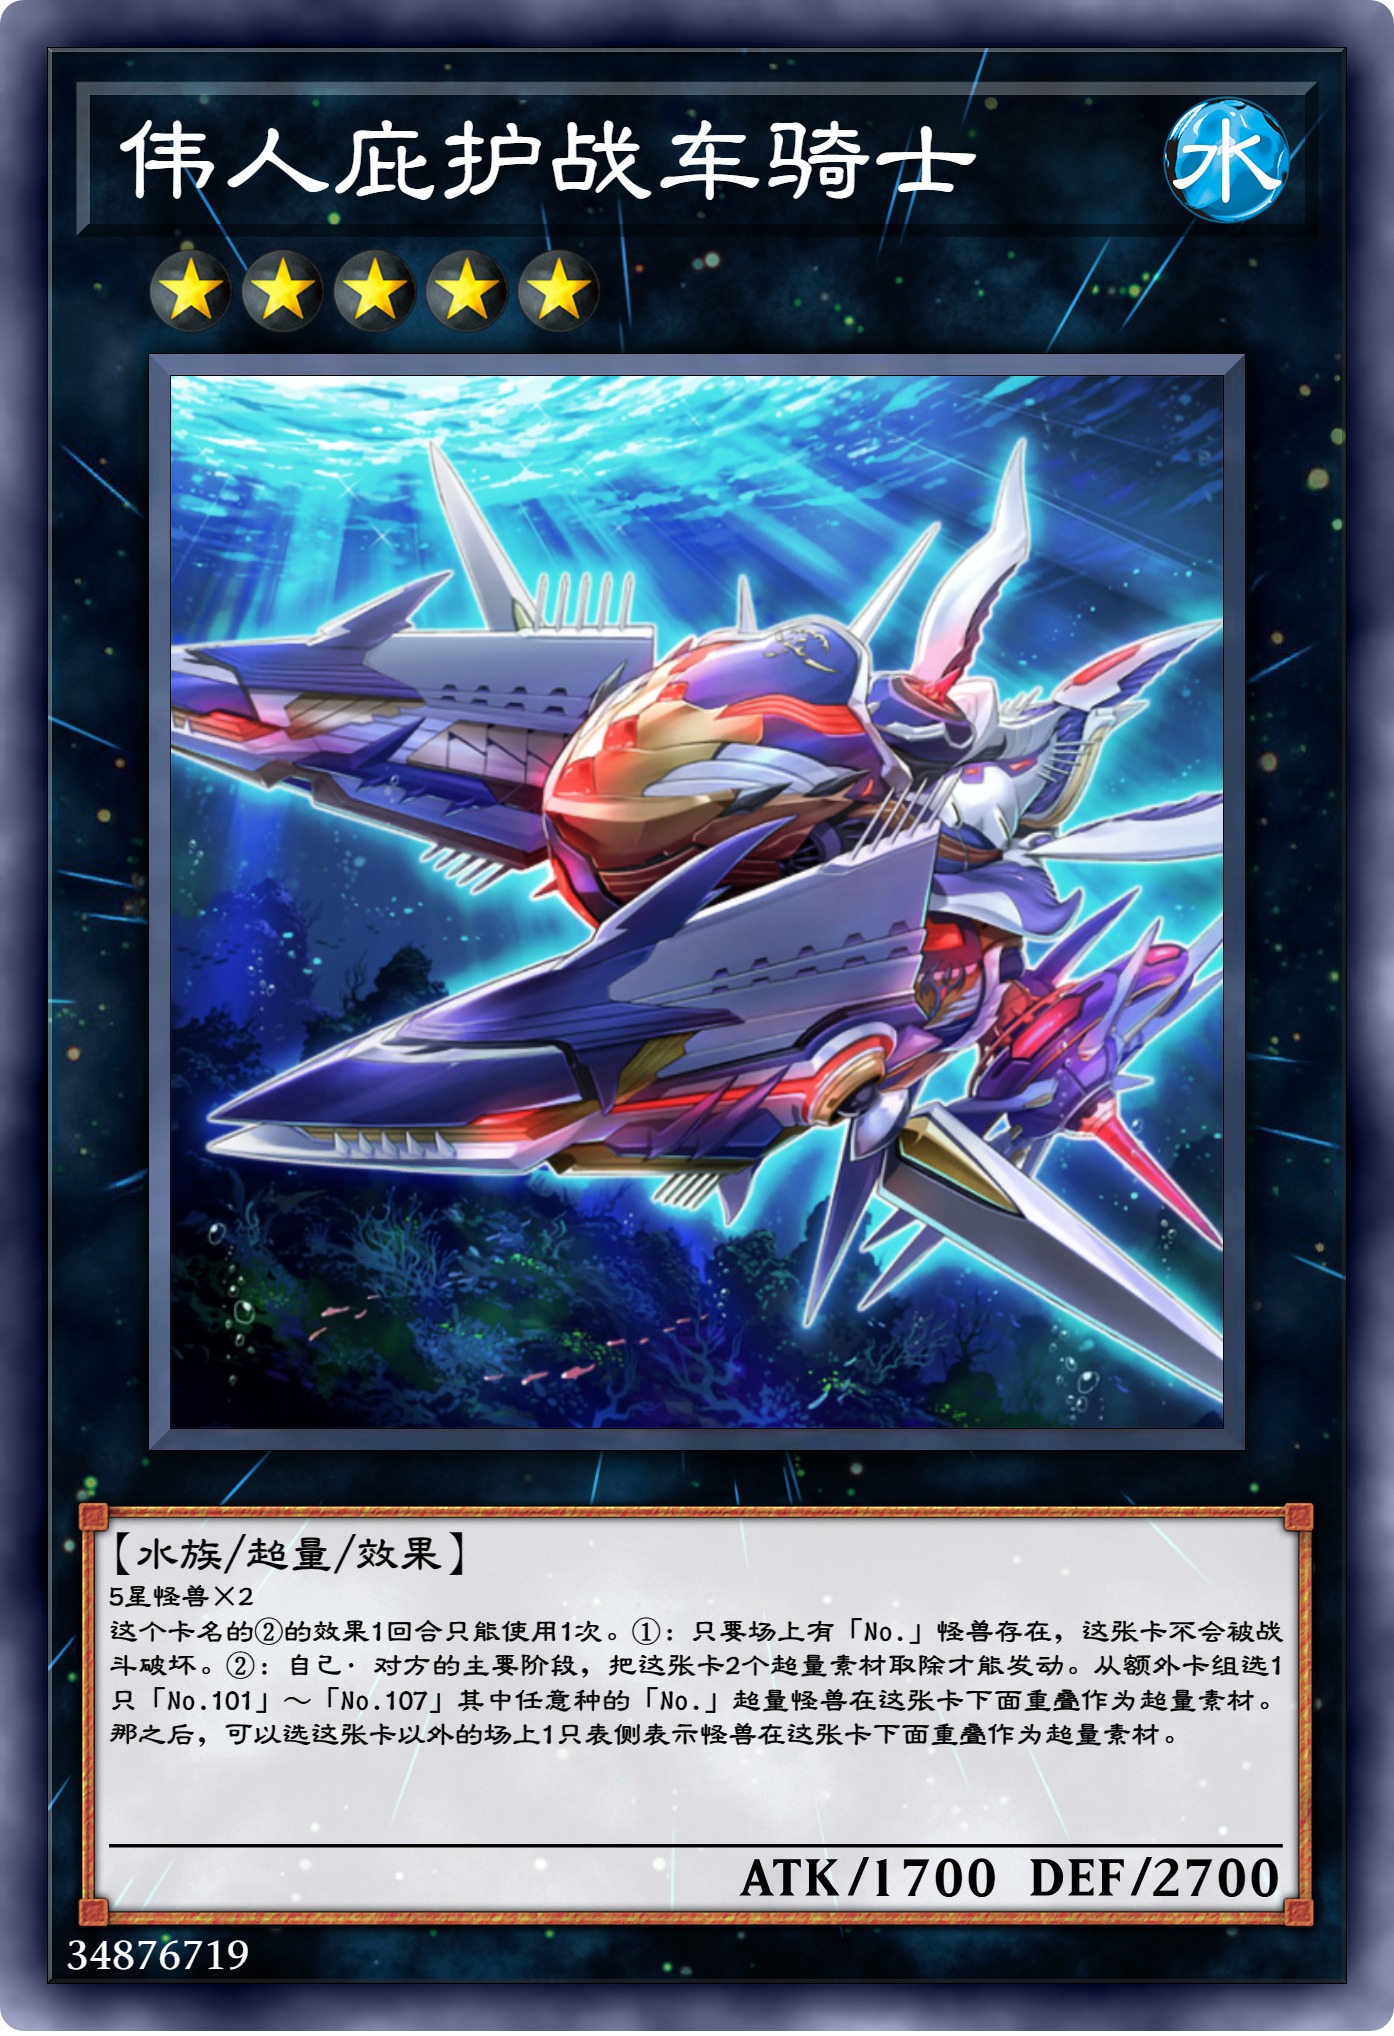 伟人庇护战车骑士
水
【水族/超量/效果】
5星怪兽×2
这个卡名的②的效果1回合只能使用1次。①：只要场上有「No.」怪兽存在，这张卡不会被战
斗破坏。②：自己·对方的主要阶段，把这张卡2个超量素材取除才能发动。从额外卡组选1
只「No.101」～「No.107」其中任意种的「No.」超量怪兽在这张卡下面重叠作为超量素材。
那之后，可以选这张卡以外的场上1只表侧表示怪兽在这张卡下面重叠作为超量素材。
ATK/1700 DEF/2700
34876719